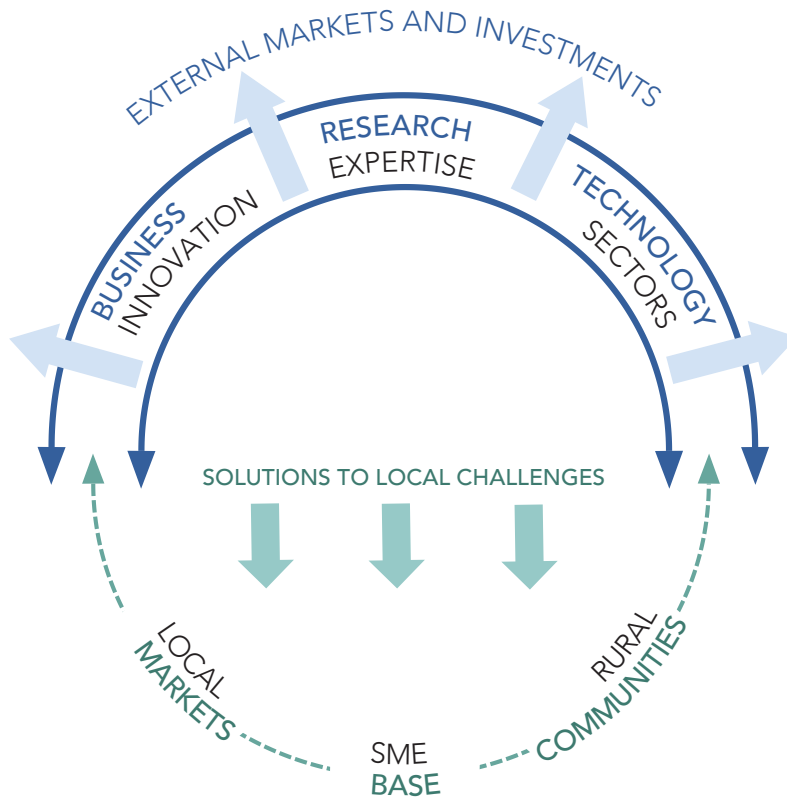 EXTERNAL MARKETS AND INVESTMENTS
RESEARCH
EXPERTISE
BUSINESS
INNOVATION
TECHNOLOGY
SECTORS
SOLUTIONS TO LOCAL CHALLENGES
LOCAL
MARKETS
RURAL
COMMUNITIES
SME
BASE